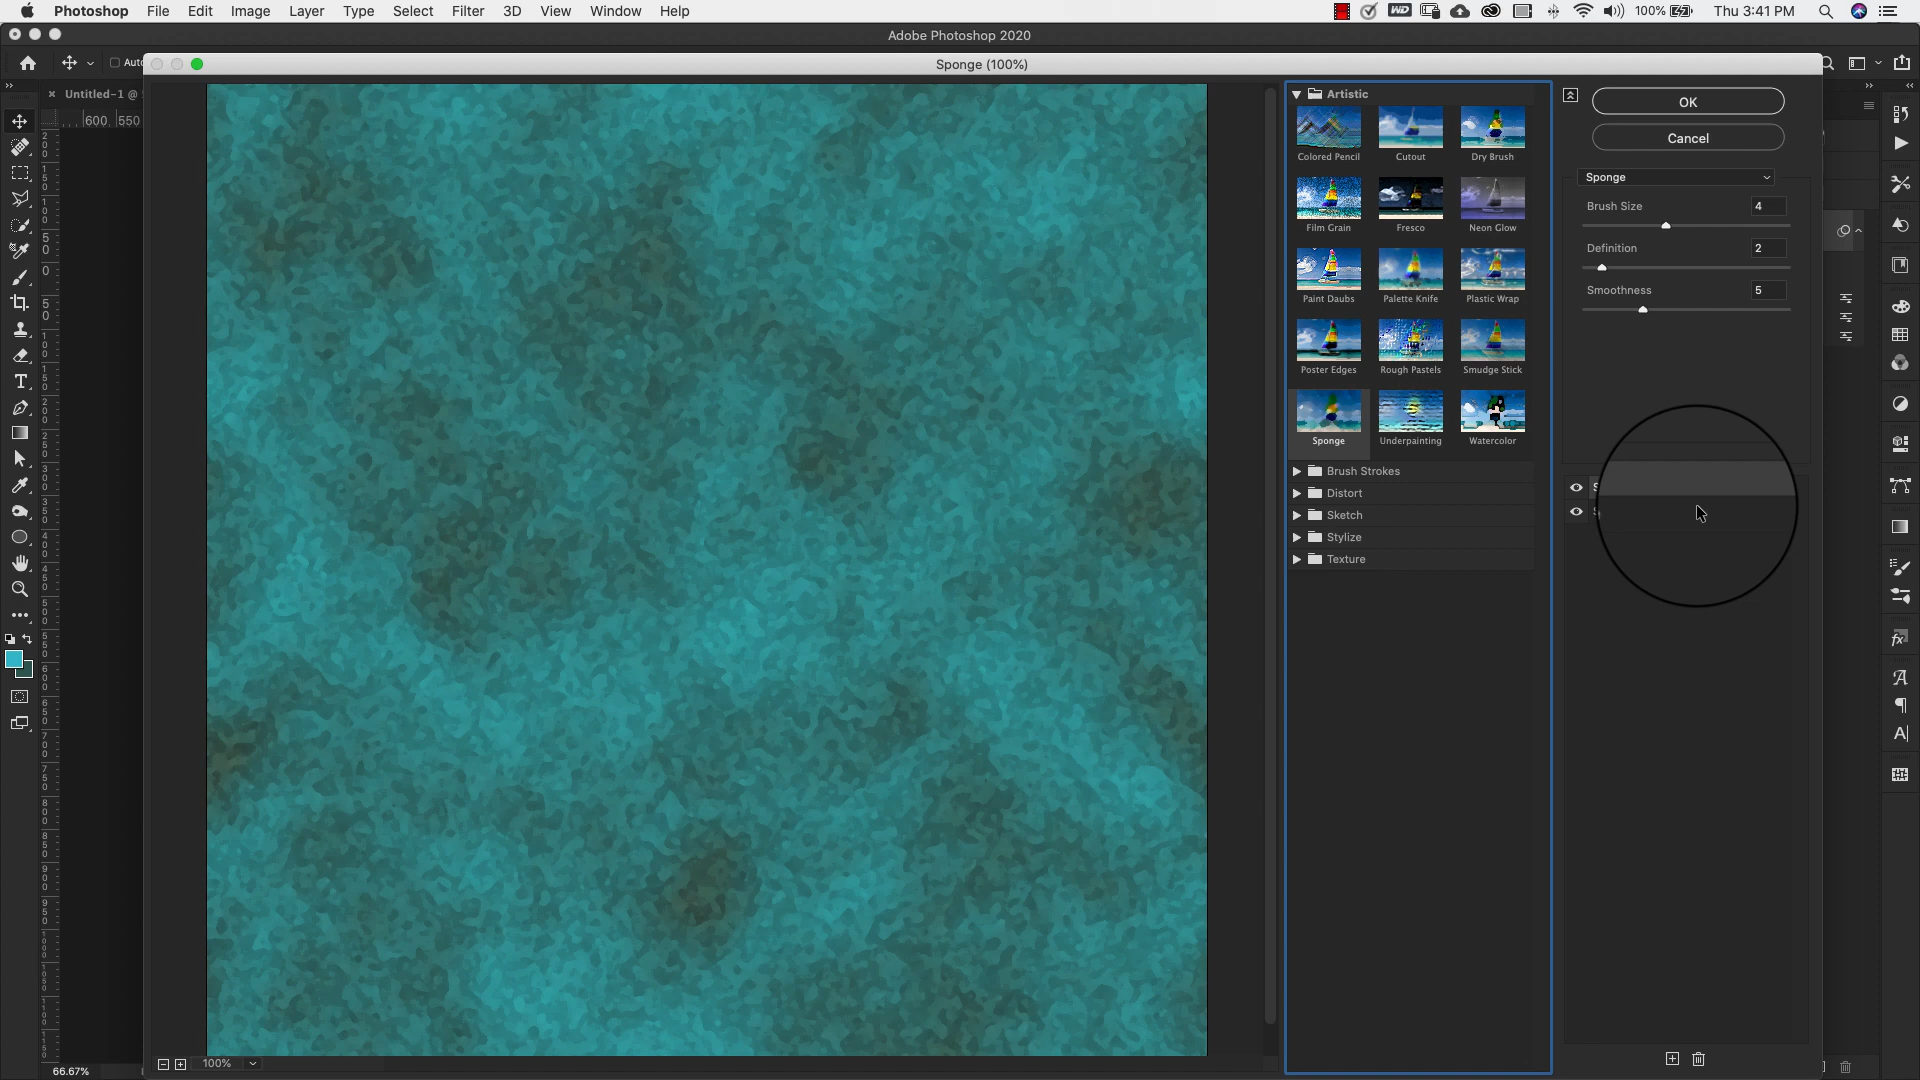 Photoshop File Edit Image Layer Type Select Filter 3D View Window Help
100% Thu 3:41 PM
Adobe Photoshop 2020
Auto
Sponge (100%)
Untitled-1 @
600 550
Artistic
OK
Cancel
Colored Pencil Cutout Dry Brush
Sponge
Brush Size 4
Film Grain Fresco Neon Glow
Definition 2
Smoothness 5
Paint Daubs Palette Knife Plastic Wrap
Poster Edges Rough Pastels Smudge Stick
Sponge Underpainting Watercolor
Brush Strokes
Distort
Sketch
Stylize
Texture
100%
66.67%